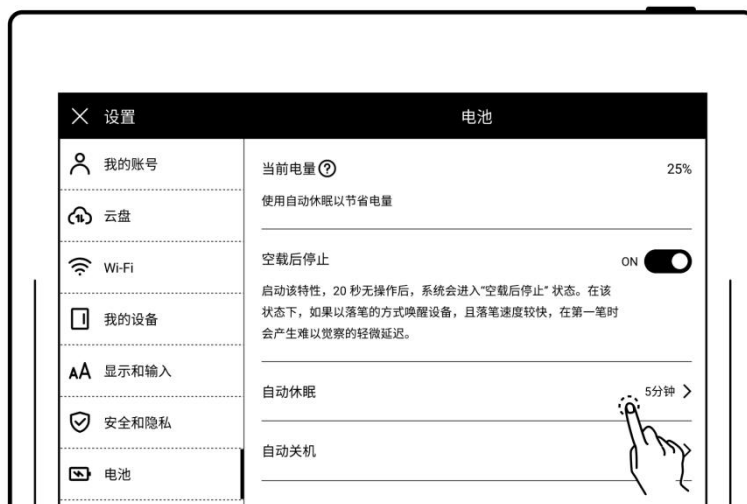 设置
电池
我的账号
云盘
Wi-Fi
我的设备
显示和输入
安全和隐私
电池
当前电量?
25%
使用自动休眠以节省电量
空载后停止
ON
启动该特性，20 秒无操作后，系统会进入“空载后停止” 状态。在该
状态下，如果以落笔的方式唤醒设备，且落笔速度较快，在第一笔时
会产生难以觉察的轻微延迟。
自动休眠
5分钟
自动关机